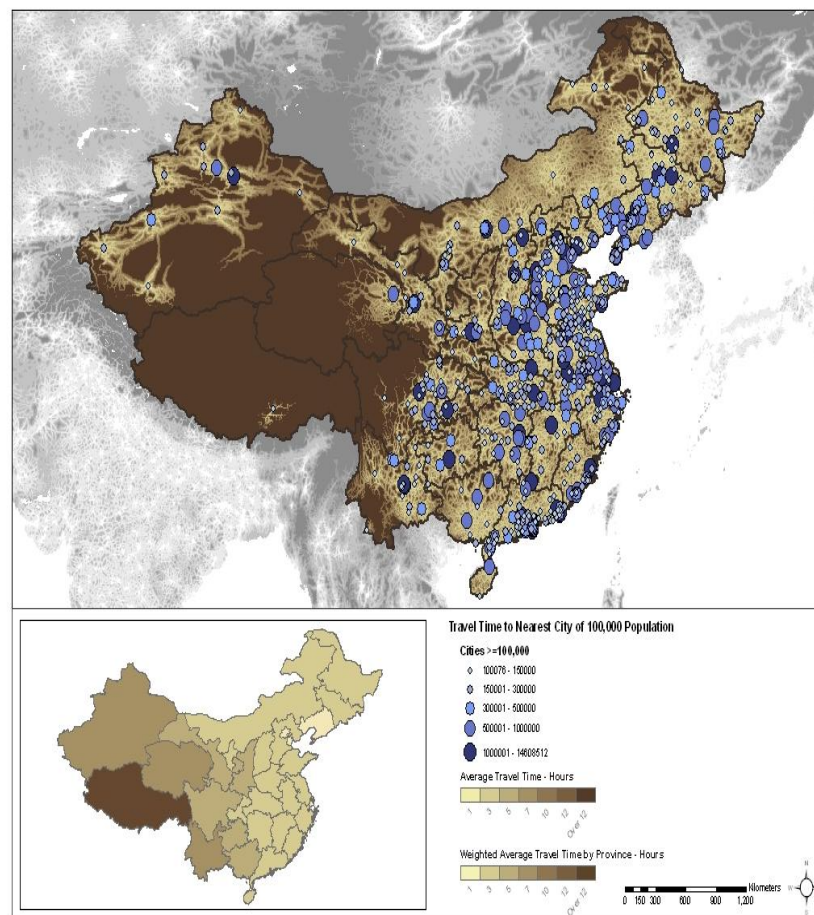 Travel Time to Nearest City of 100,000 Population
Cities >=100,000
100076 - 150000
150001 - 300000
300001 - 500000
500001 - 1000000
1000001 - 14608512
Average Travel Time - Hours
1 3 5 7 10 12 Over 12
Weighted Average Travel Time by Province - Hours
1 3 5 7 10 12 Over 12
Kilometers
0 150 300 600 900 1,200
N
W
S